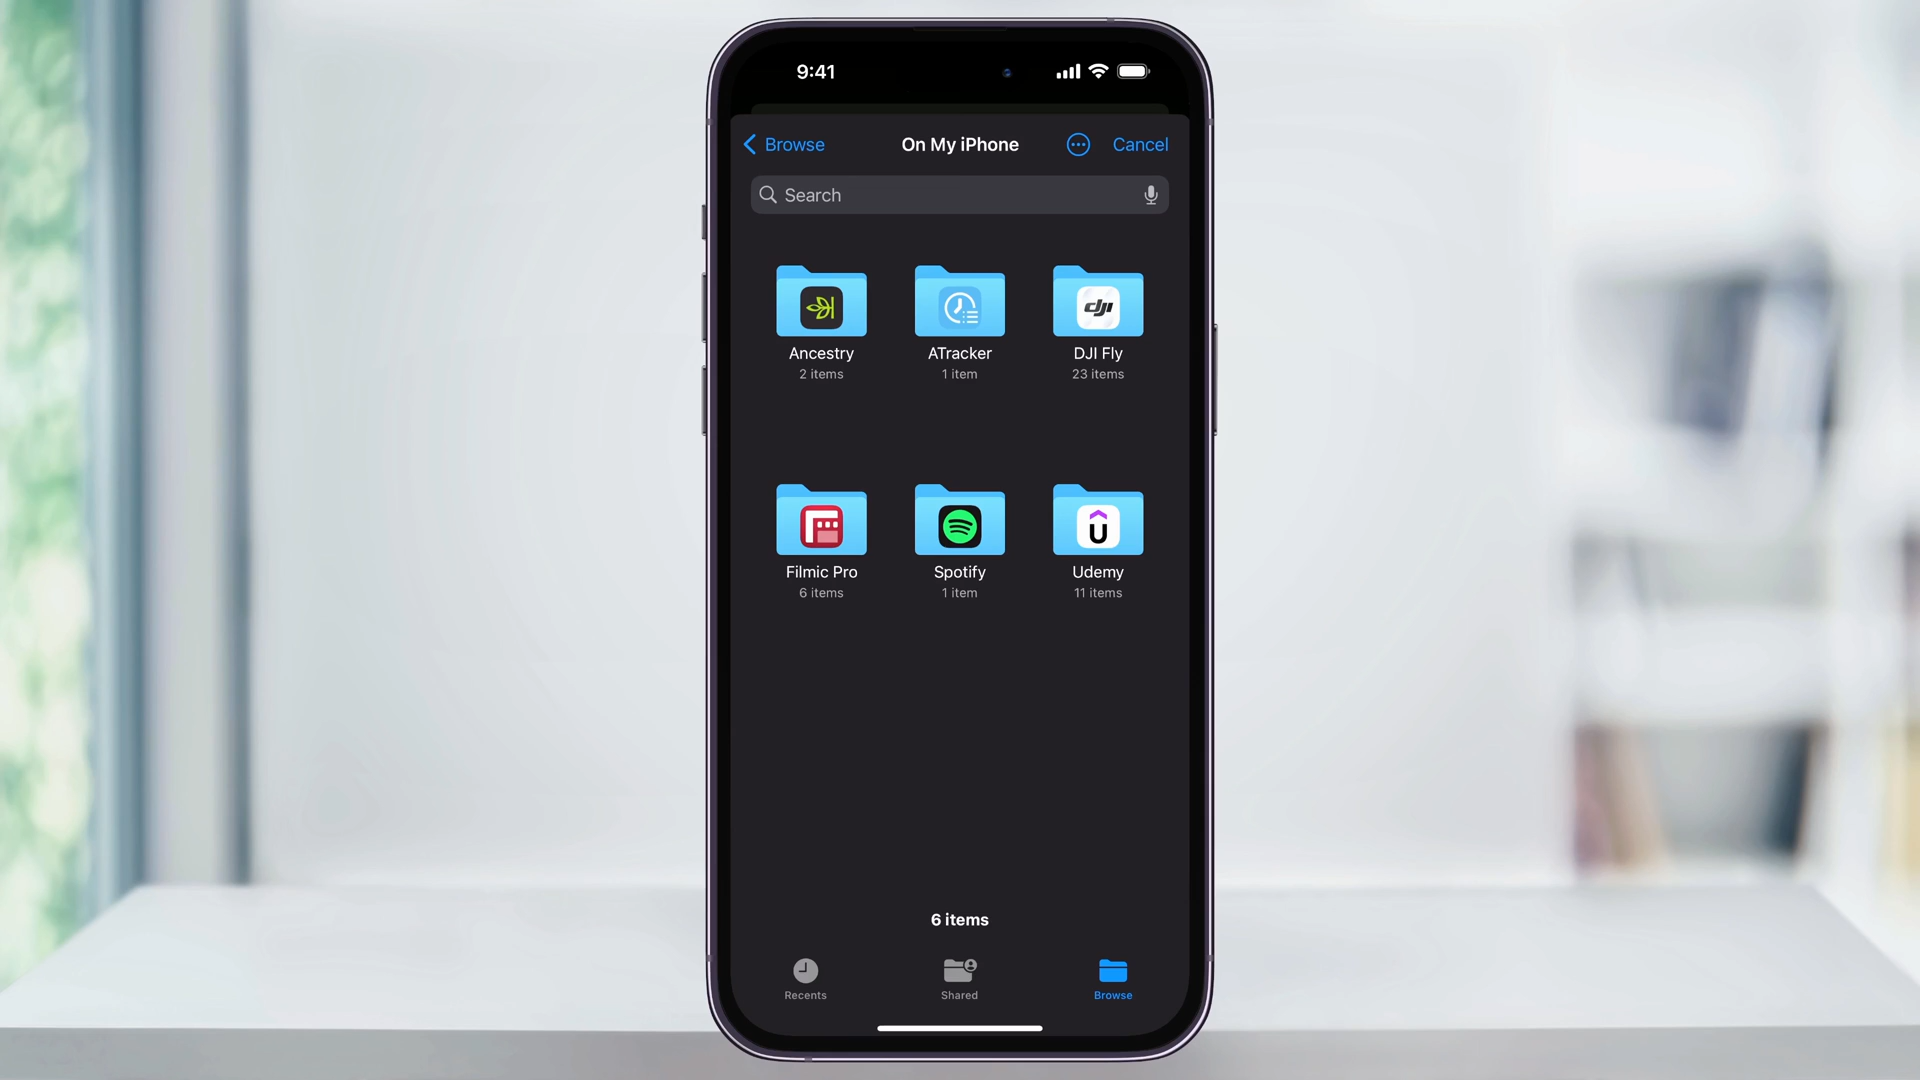 9:41
Browse On My iPhone Cancel
Search
dji
Ancestry ATracker DJI Fly
2 items 1 item 23 items
Filmic Pro Spotify Udemy
6 items 1 item 11 items
6 items
Recents Shared Browse